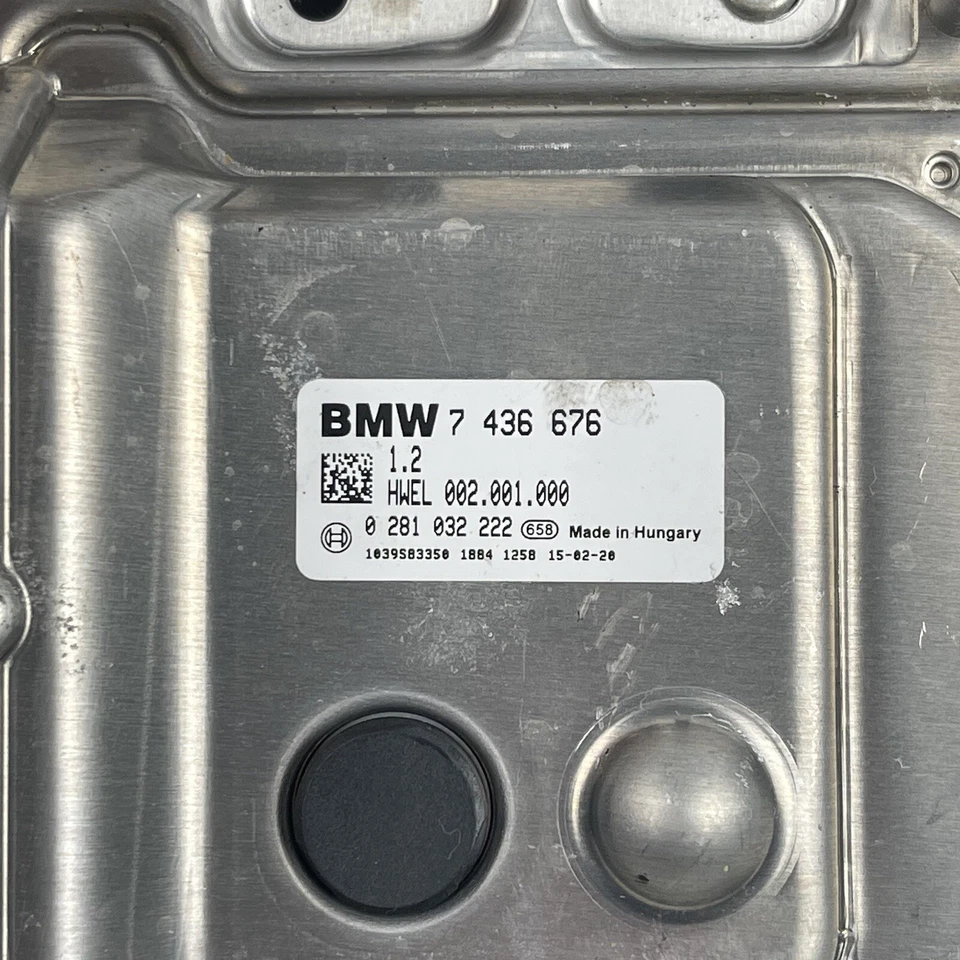 BMW 7 436 676
1.2
HWEL 002.001.000
0 281 032 222 658 Made in Hungary
1039S83350 1884 1258 15-02-20